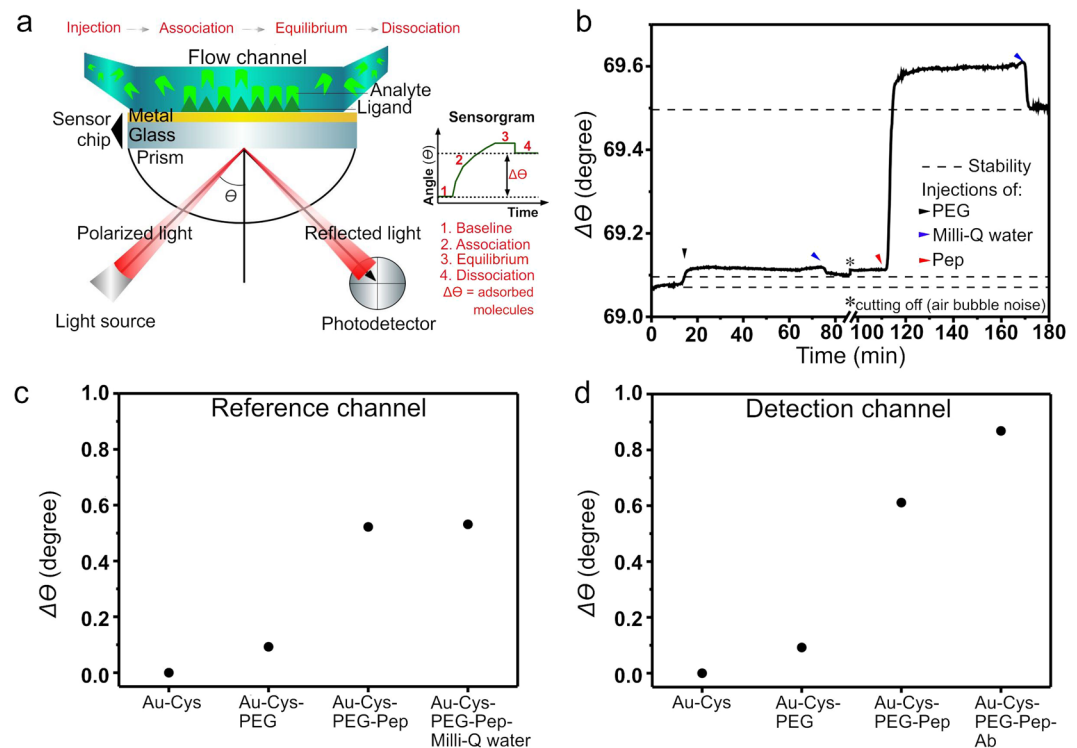 a
Injection → Association → Equilibrium → Dissociation
Flow channel
Analyte
Ligand
Sensor
chip
Metal
Glass
Prism
Ɵ
Polarized light
Reflected light
Light source
Photodetector
Sensorgram
Angle (Ɵ)
1
2
3
4
ΔƟ
Time
1. Baseline
2. Association
3. Equilibrium
4. Dissociation
ΔƟ = adsorbed
molecules
b
ΔƟ (degree)
69.6
69.4
69.2
69.0
0
20
40
60
80
100
120
140
160
180
Time (min)
*
Stability
Injections of:
PEG
Milli-Q water
Pep
*cutting off (air bubble noise)
c
Reference channel
ΔƟ (degree)
1.0
0.8
0.6
0.4
0.2
0.0
Au-Cys
Au-Cys-
PEG
Au-Cys-
PEG-Pep
Au-Cys-
PEG-Pep-
Milli-Q water
d
Detection channel
ΔƟ (degree)
1.0
0.8
0.6
0.4
0.2
0.0
Au-Cys
Au-Cys-
PEG
Au-Cys-
PEG-Pep
Au-Cys-
PEG-Pep-
Ab